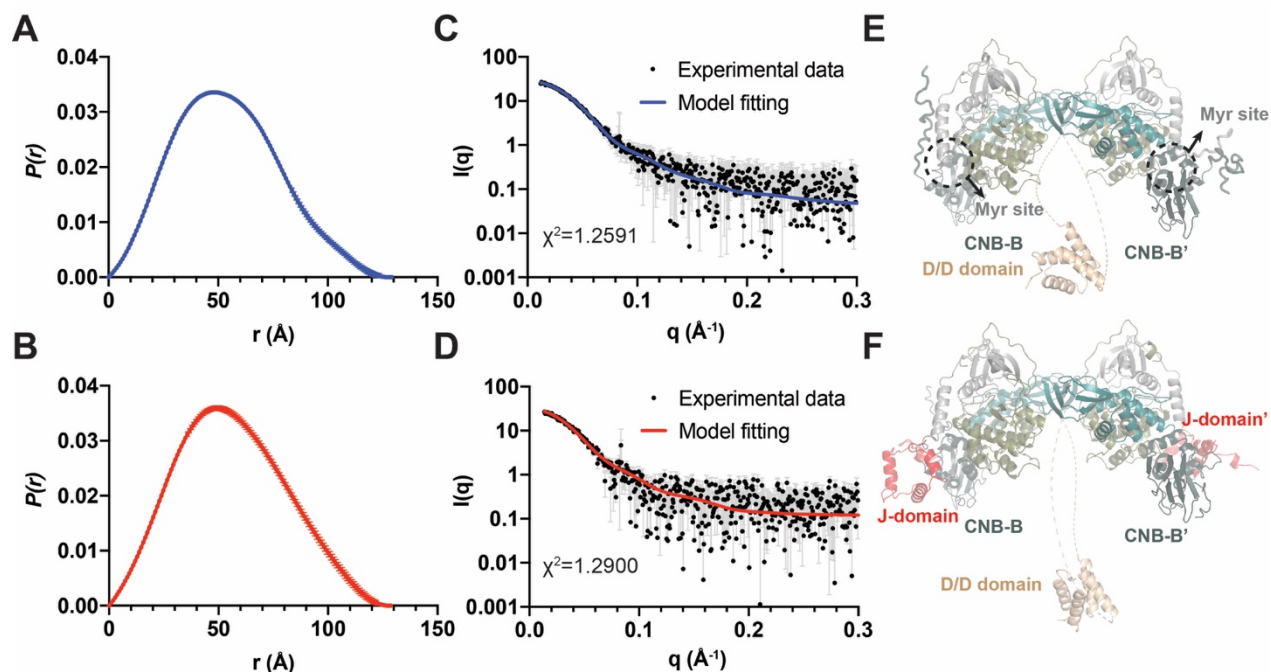 A
P(r)
0.04
0.03
0.02
0.01
0.00
0 50 100 150
r (Å)
B
P(r)
0.04
0.03
0.02
0.01
0.00
0 50 100 150
r (Å)
C
I(q)
100
10
1
0.1
0.01
0.001
Experimental data
Model fitting
χ²=1.2591
0.0 0.1 0.2 0.3
q (Å⁻¹)
D
I(q)
100
10
1
0.1
0.01
0.001
Experimental data
Model fitting
χ²=1.2900
0.0 0.1 0.2 0.3
q (Å⁻¹)
E
Myr site
Myr site
CNB-B
CNB-B’
D/D domain
F
J-domain’
J-domain
CNB-B
CNB-B’
D/D domain